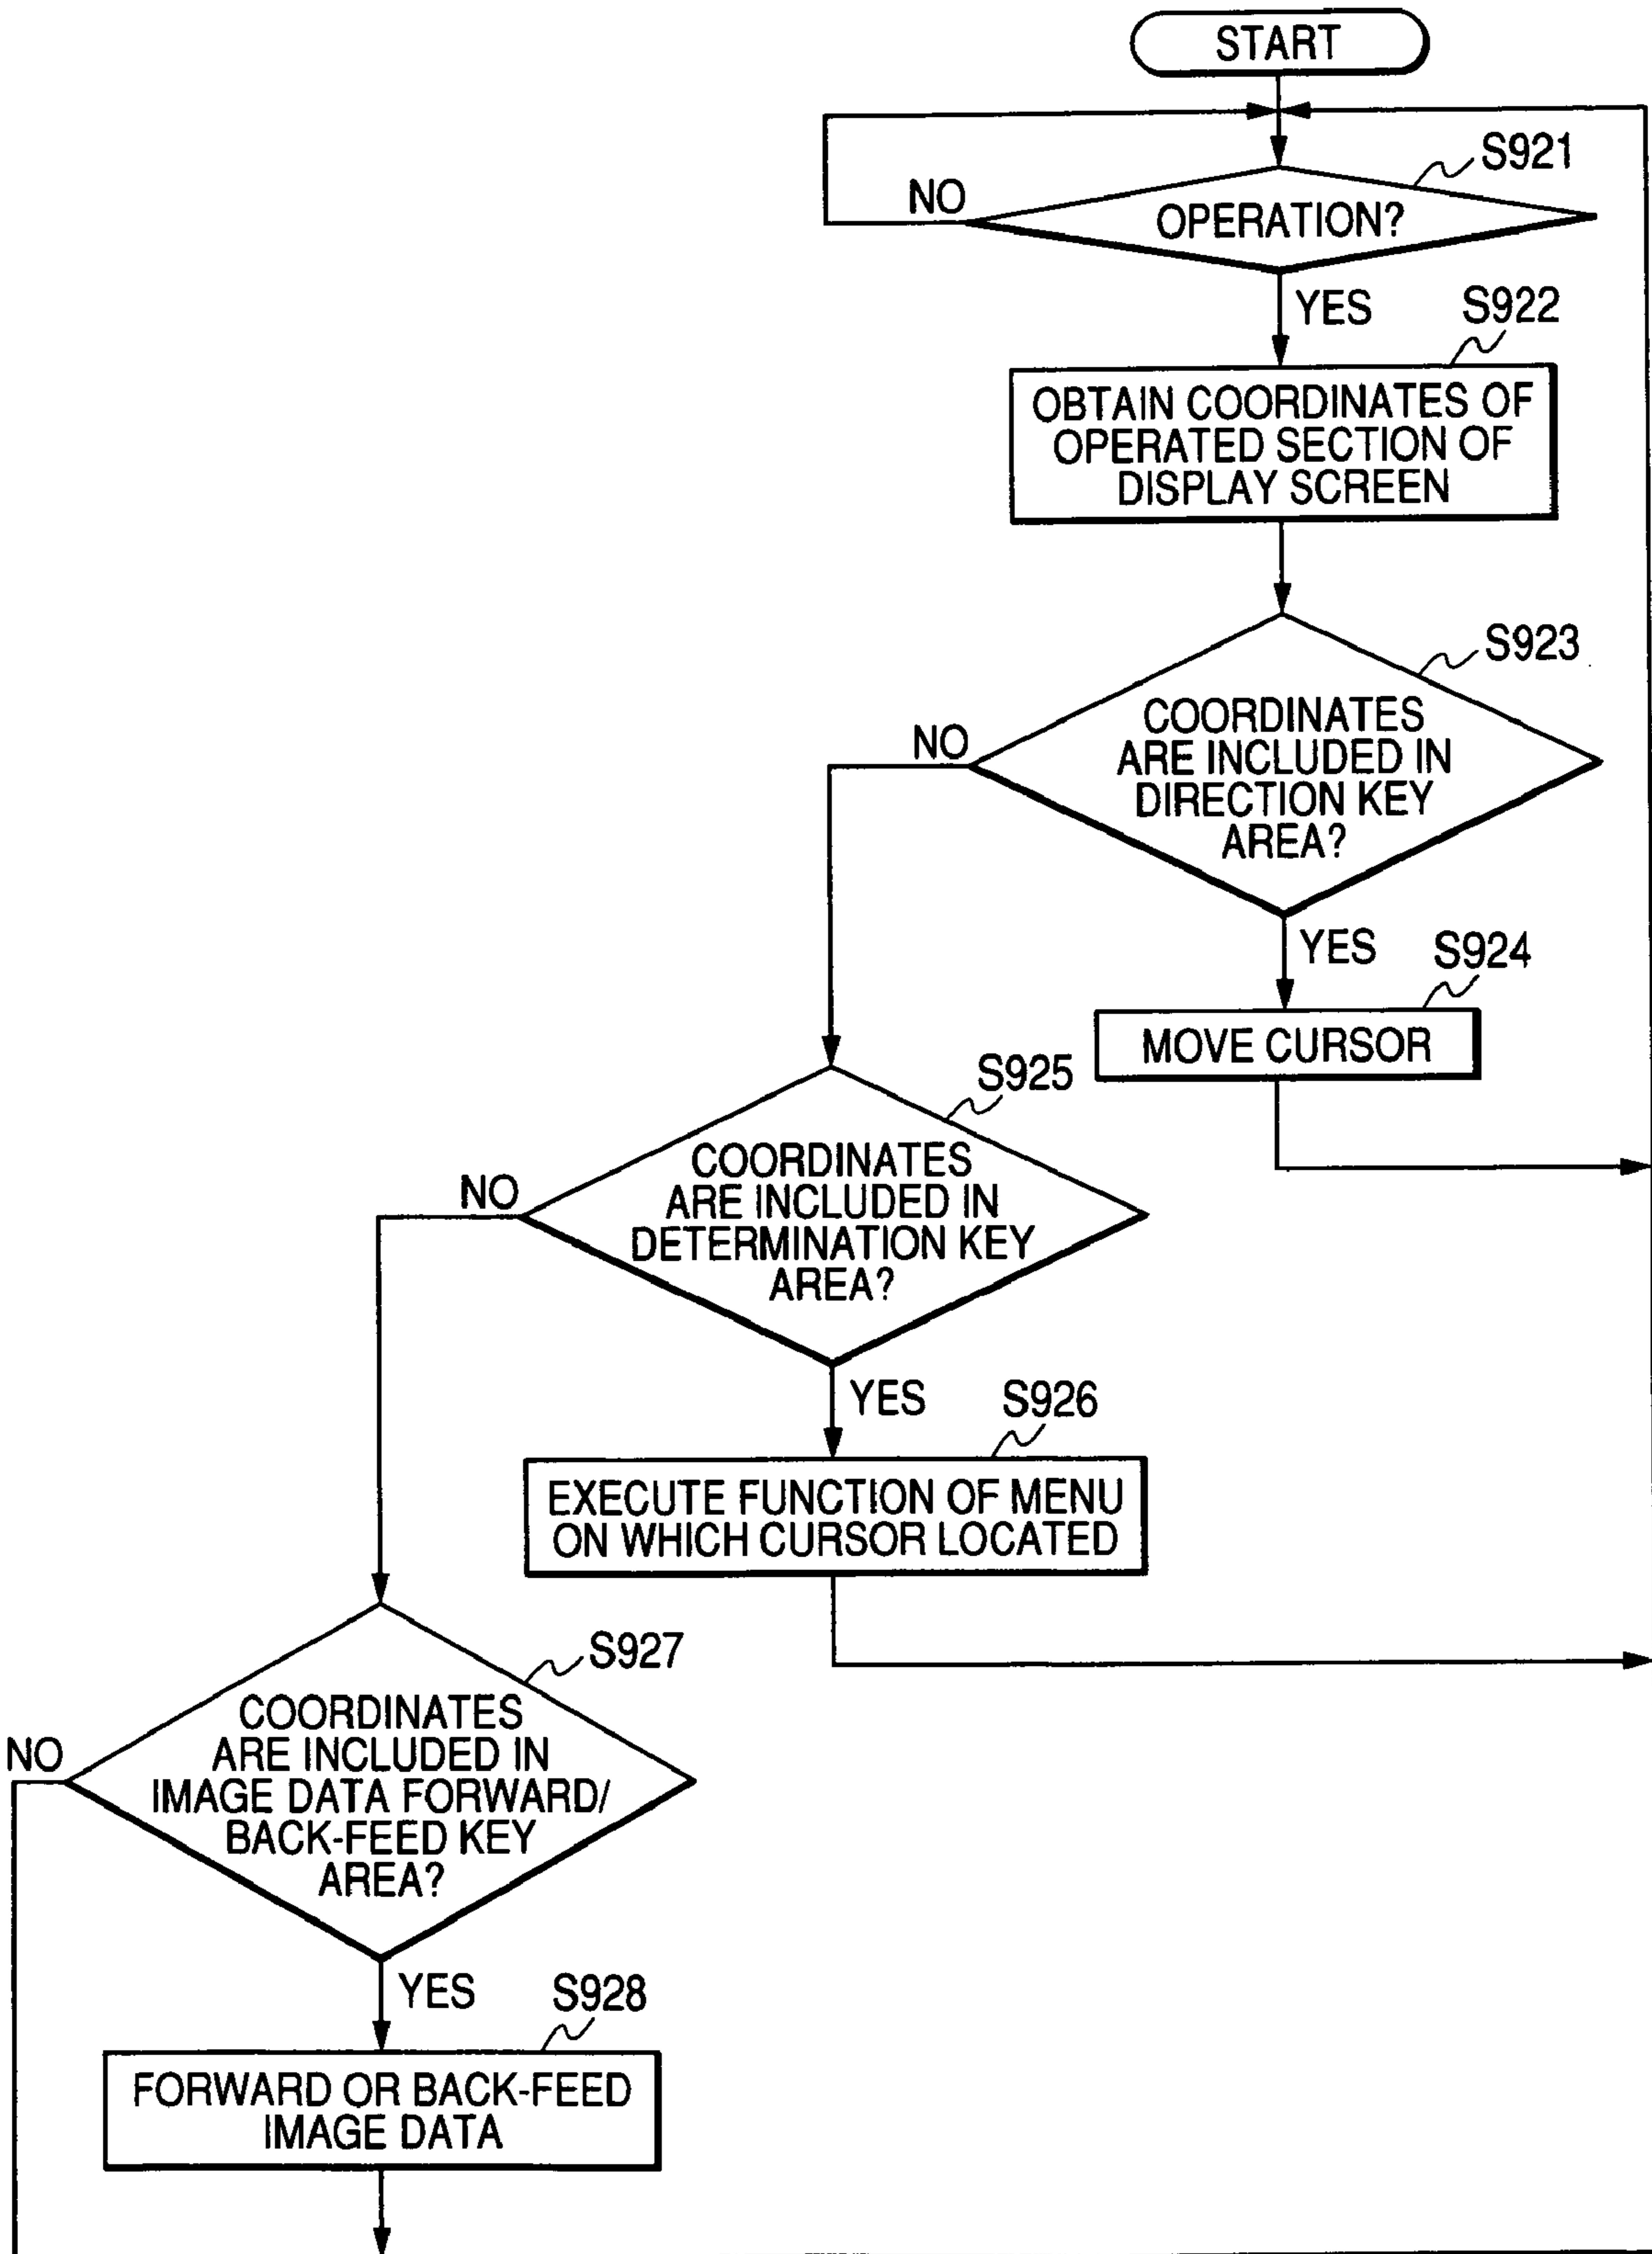 START
S921
NO
OPERATION?
YES
S922
OBTAIN COORDINATES OF
OPERATED SECTION OF
DISPLAY SCREEN
S923
NO
COORDINATES
ARE INCLUDED IN
DIRECTION KEY
AREA?
YES
S924
MOVE CURSOR
S925
NO
COORDINATES
ARE INCLUDED IN
DETERMINATION KEY
AREA?
YES
S926
EXECUTE FUNCTION OF MENU
ON WHICH CURSOR LOCATED
S927
NO
COORDINATES
ARE INCLUDED IN
IMAGE DATA FORWARD/
BACK-FEED KEY
AREA?
YES
S928
FORWARD OR BACK-FEED
IMAGE DATA